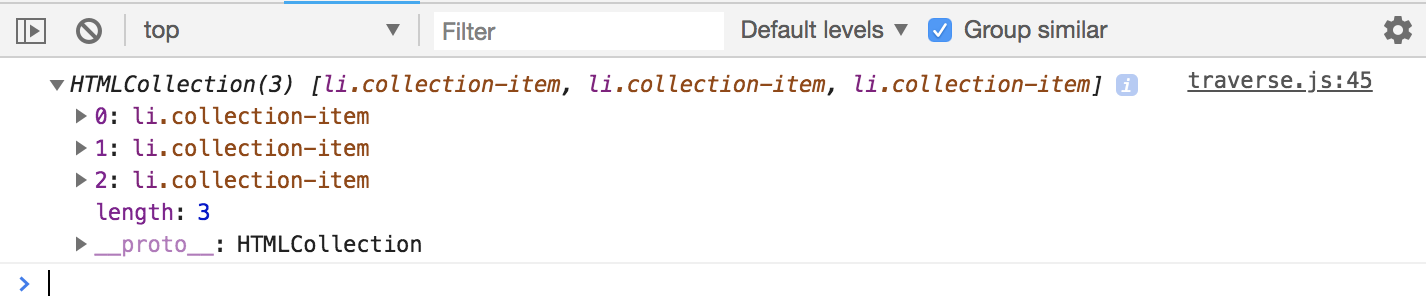 top Filter Default levels Group similar
HTMLCollection(3) [li.collection-item, li.collection-item, li.collection-item] i traverse.js:45
0: li.collection-item
1: li.collection-item
2: li.collection-item
length: 3
__proto__: HTMLCollection